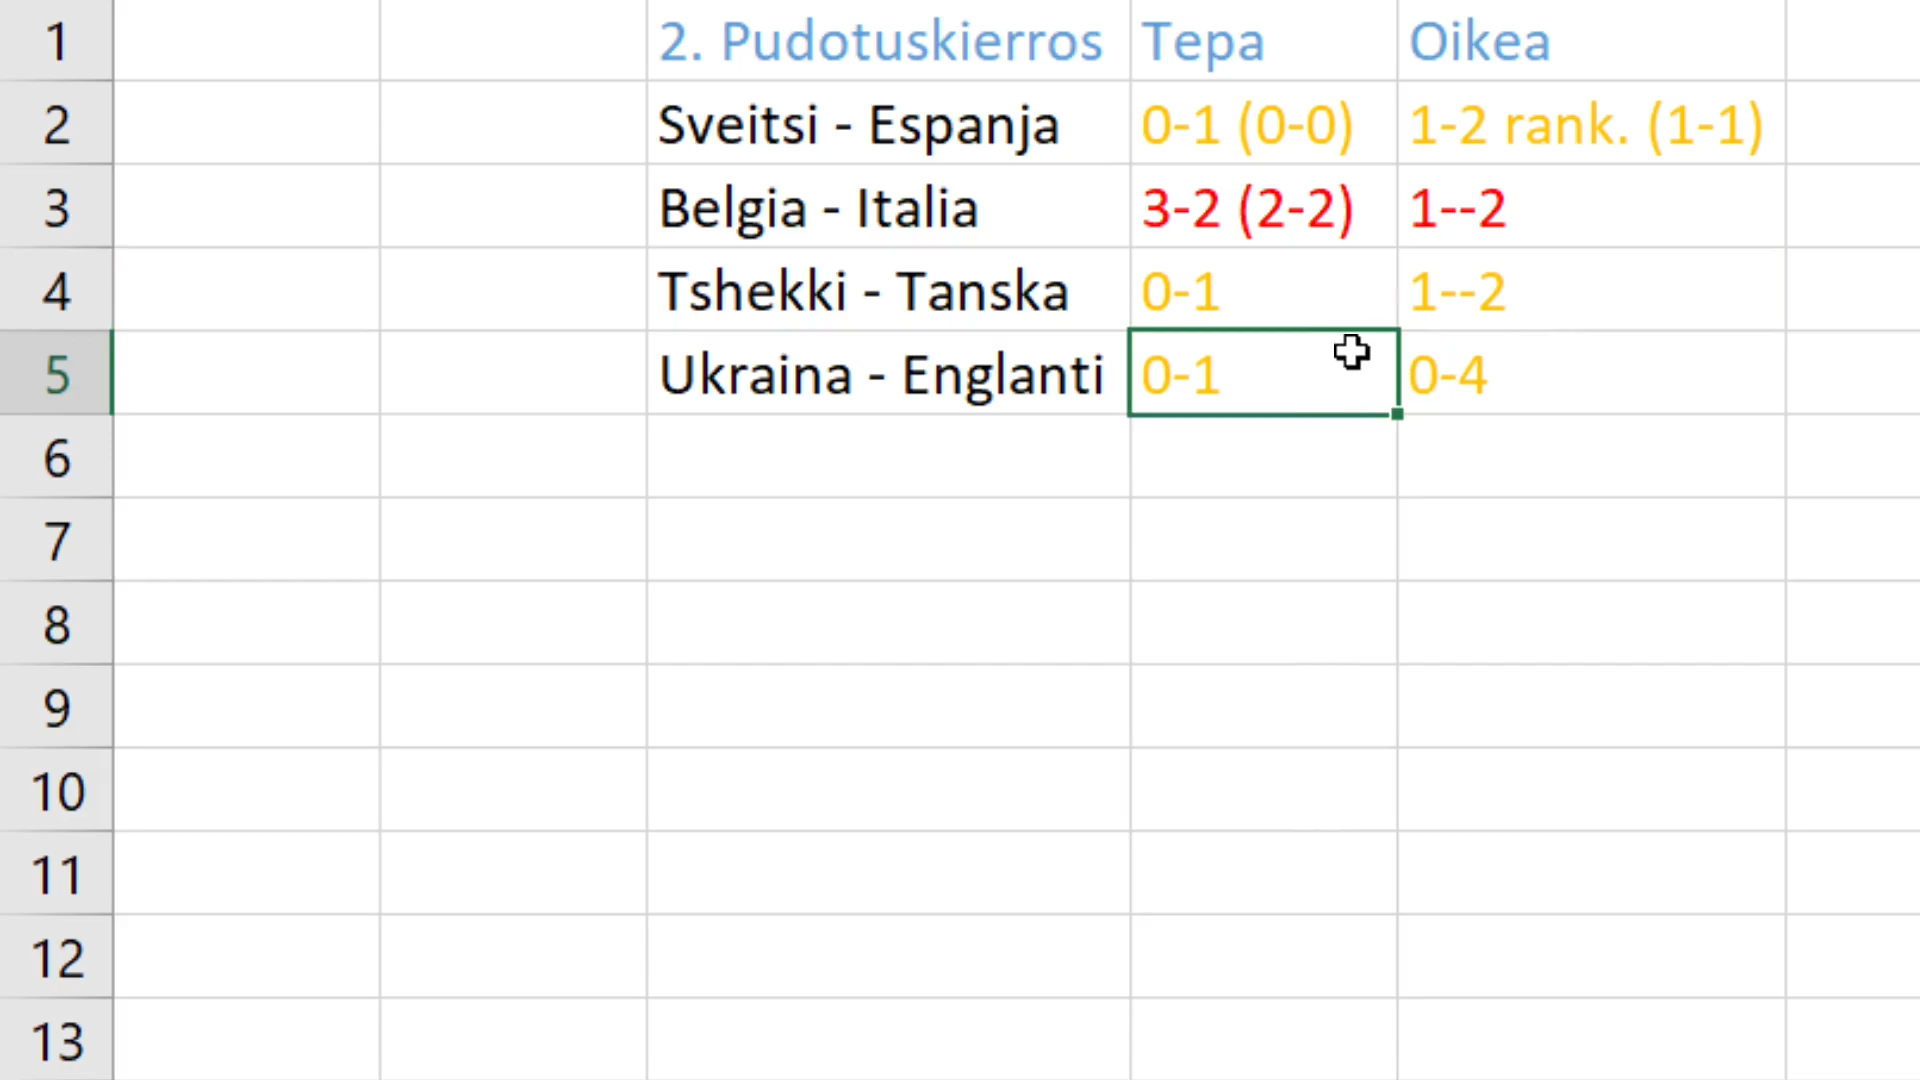 1 2. Pudotuskierros Tepa Oikea
2 Sveitsi - Espanja 0-1 (0-0) 1-2 rank. (1-1)
3 Belgia - Italia 3-2 (2-2) 1--2
4 Tshekki - Tanska 0-1 1--2
5 Ukraina - Englanti 0-1 0-4
6
7
8
9
10
11
12
13